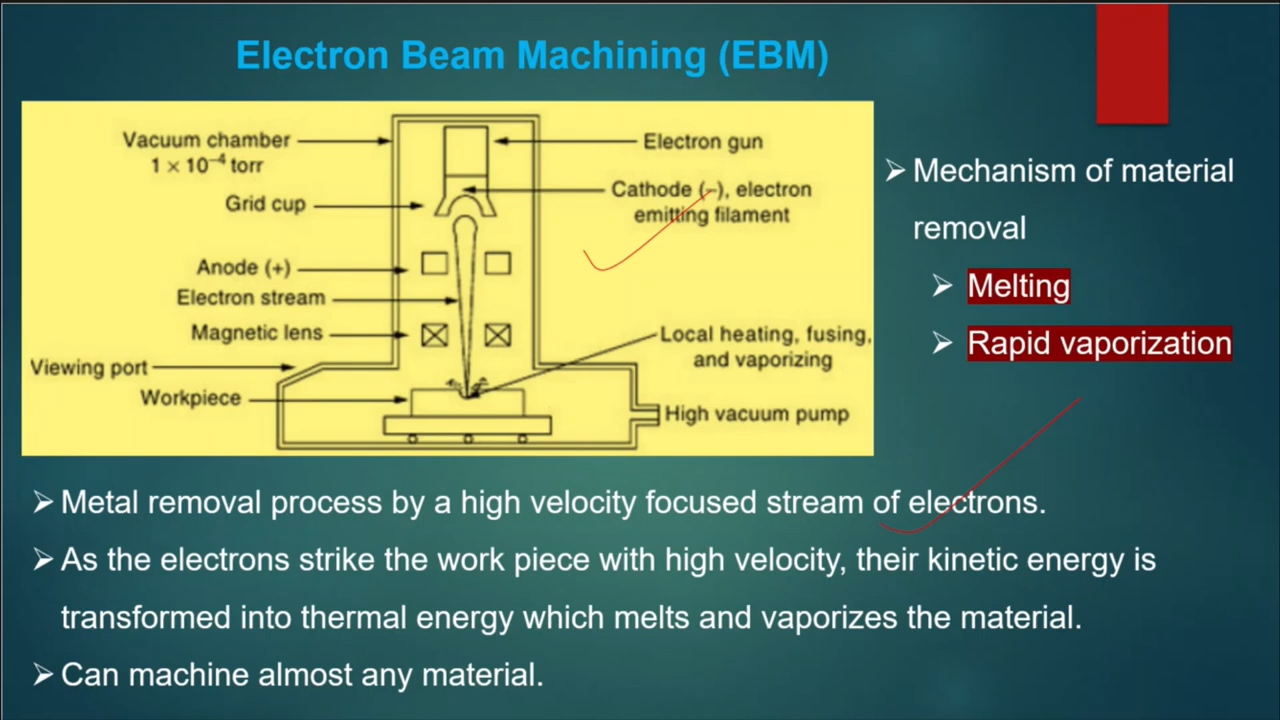 Electron Beam Machining (EBM)
Vacuum chamber
1 × 10⁻⁴ torr
Grid cup
Anode (+)
Electron stream
Magnetic lens
Viewing port
Workpiece
Electron gun
Cathode (–), electron
emitting filament
Local heating, fusing,
and vaporizing
High vacuum pump
➢ Mechanism of material
removal
➢ Melting
➢ Rapid vaporization
➢ Metal removal process by a high velocity focused stream of electrons.
➢ As the electrons strike the work piece with high velocity, their kinetic energy is
transformed into thermal energy which melts and vaporizes the material.
➢ Can machine almost any material.